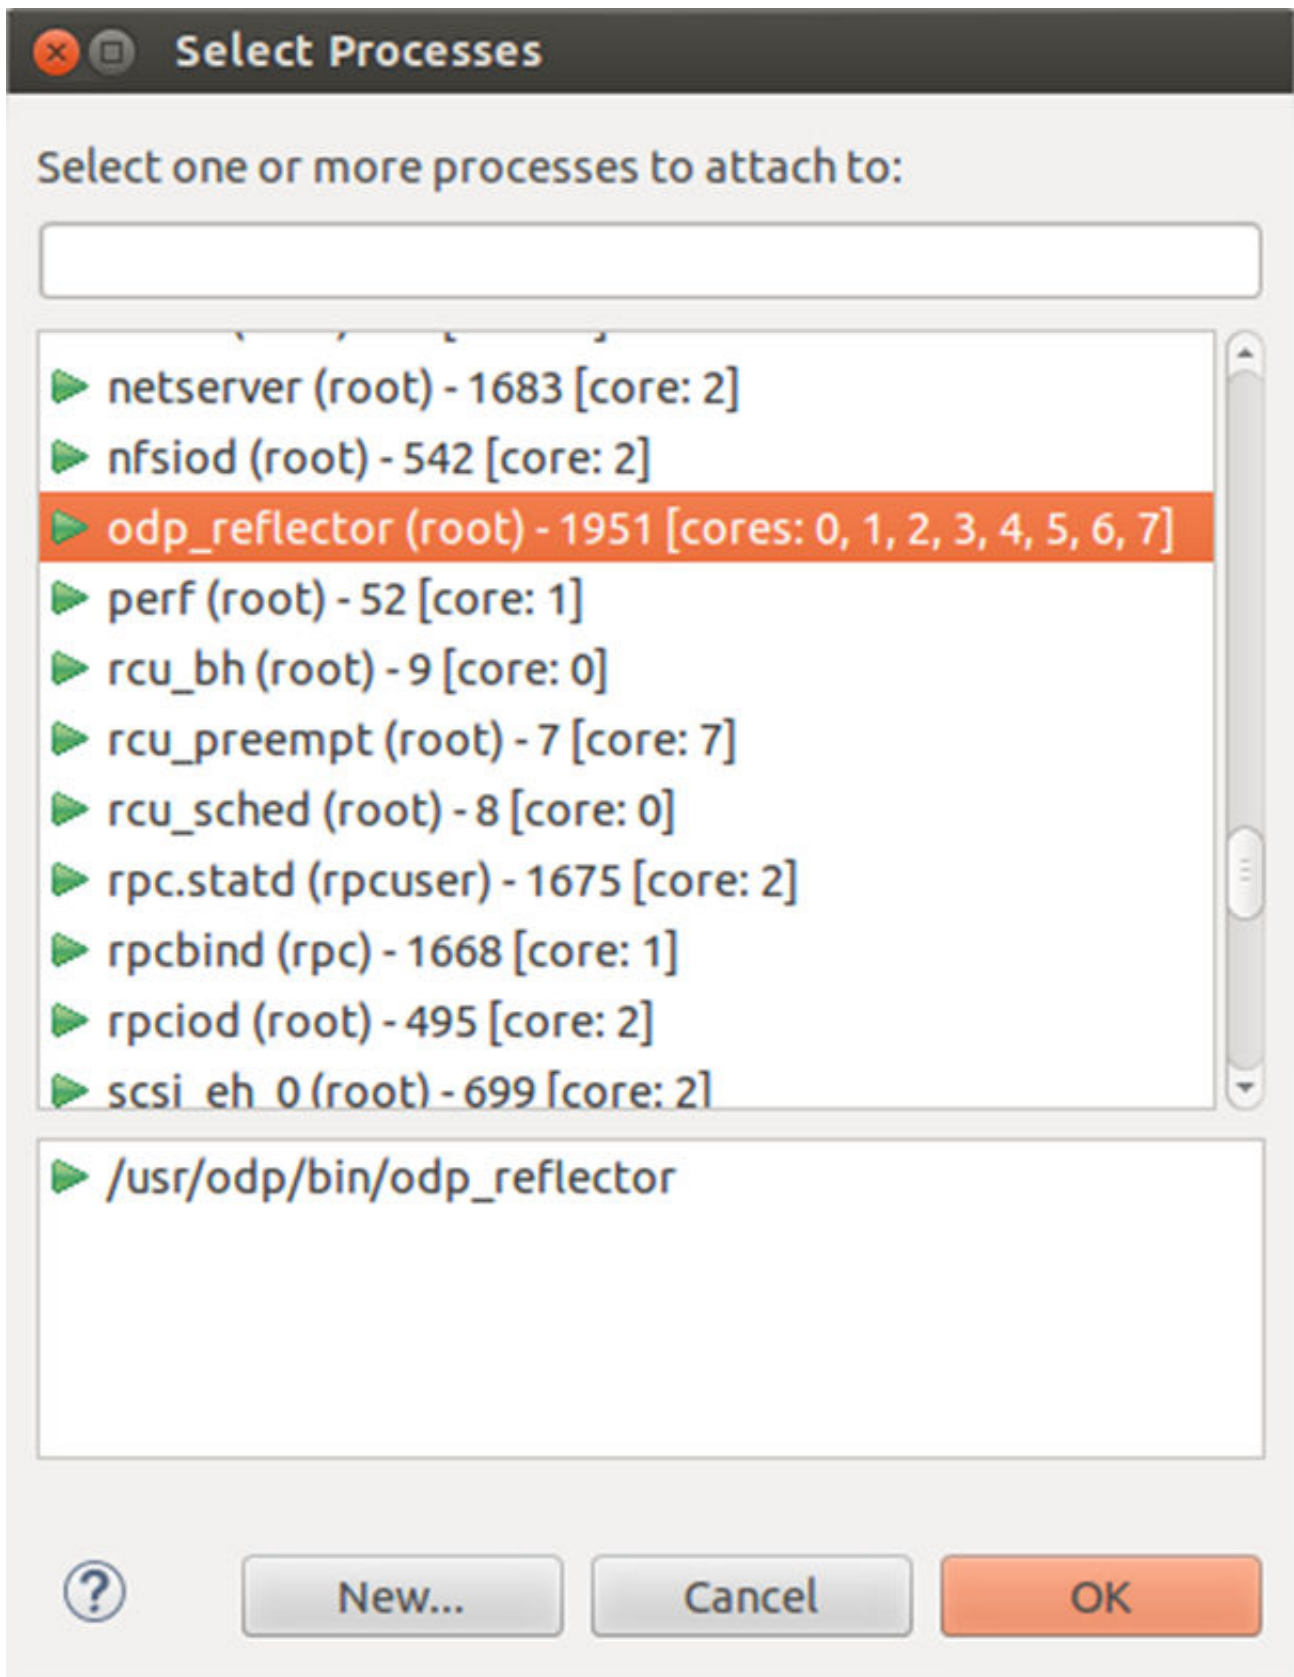 Select Processes
Select one or more processes to attach to:
netserver (root) - 1683 [core: 2]
nfsiod (root) - 542 [core: 2]
odp_reflector (root) - 1951 [cores: 0, 1, 2, 3, 4, 5, 6, 7]
perf (root) - 52 [core: 1]
rcu_bh (root) - 9 [core: 0]
rcu_preempt (root) - 7 [core: 7]
rcu_sched (root) - 8 [core: 0]
rpc.statd (rpcuser) - 1675 [core: 2]
rpcbind (rpc) - 1668 [core: 1]
rpciod (root) - 495 [core: 2]
scsi_eh_0 (root) - 699 [core: 2]
/usr/odp/bin/odp_reflector
? New... Cancel OK